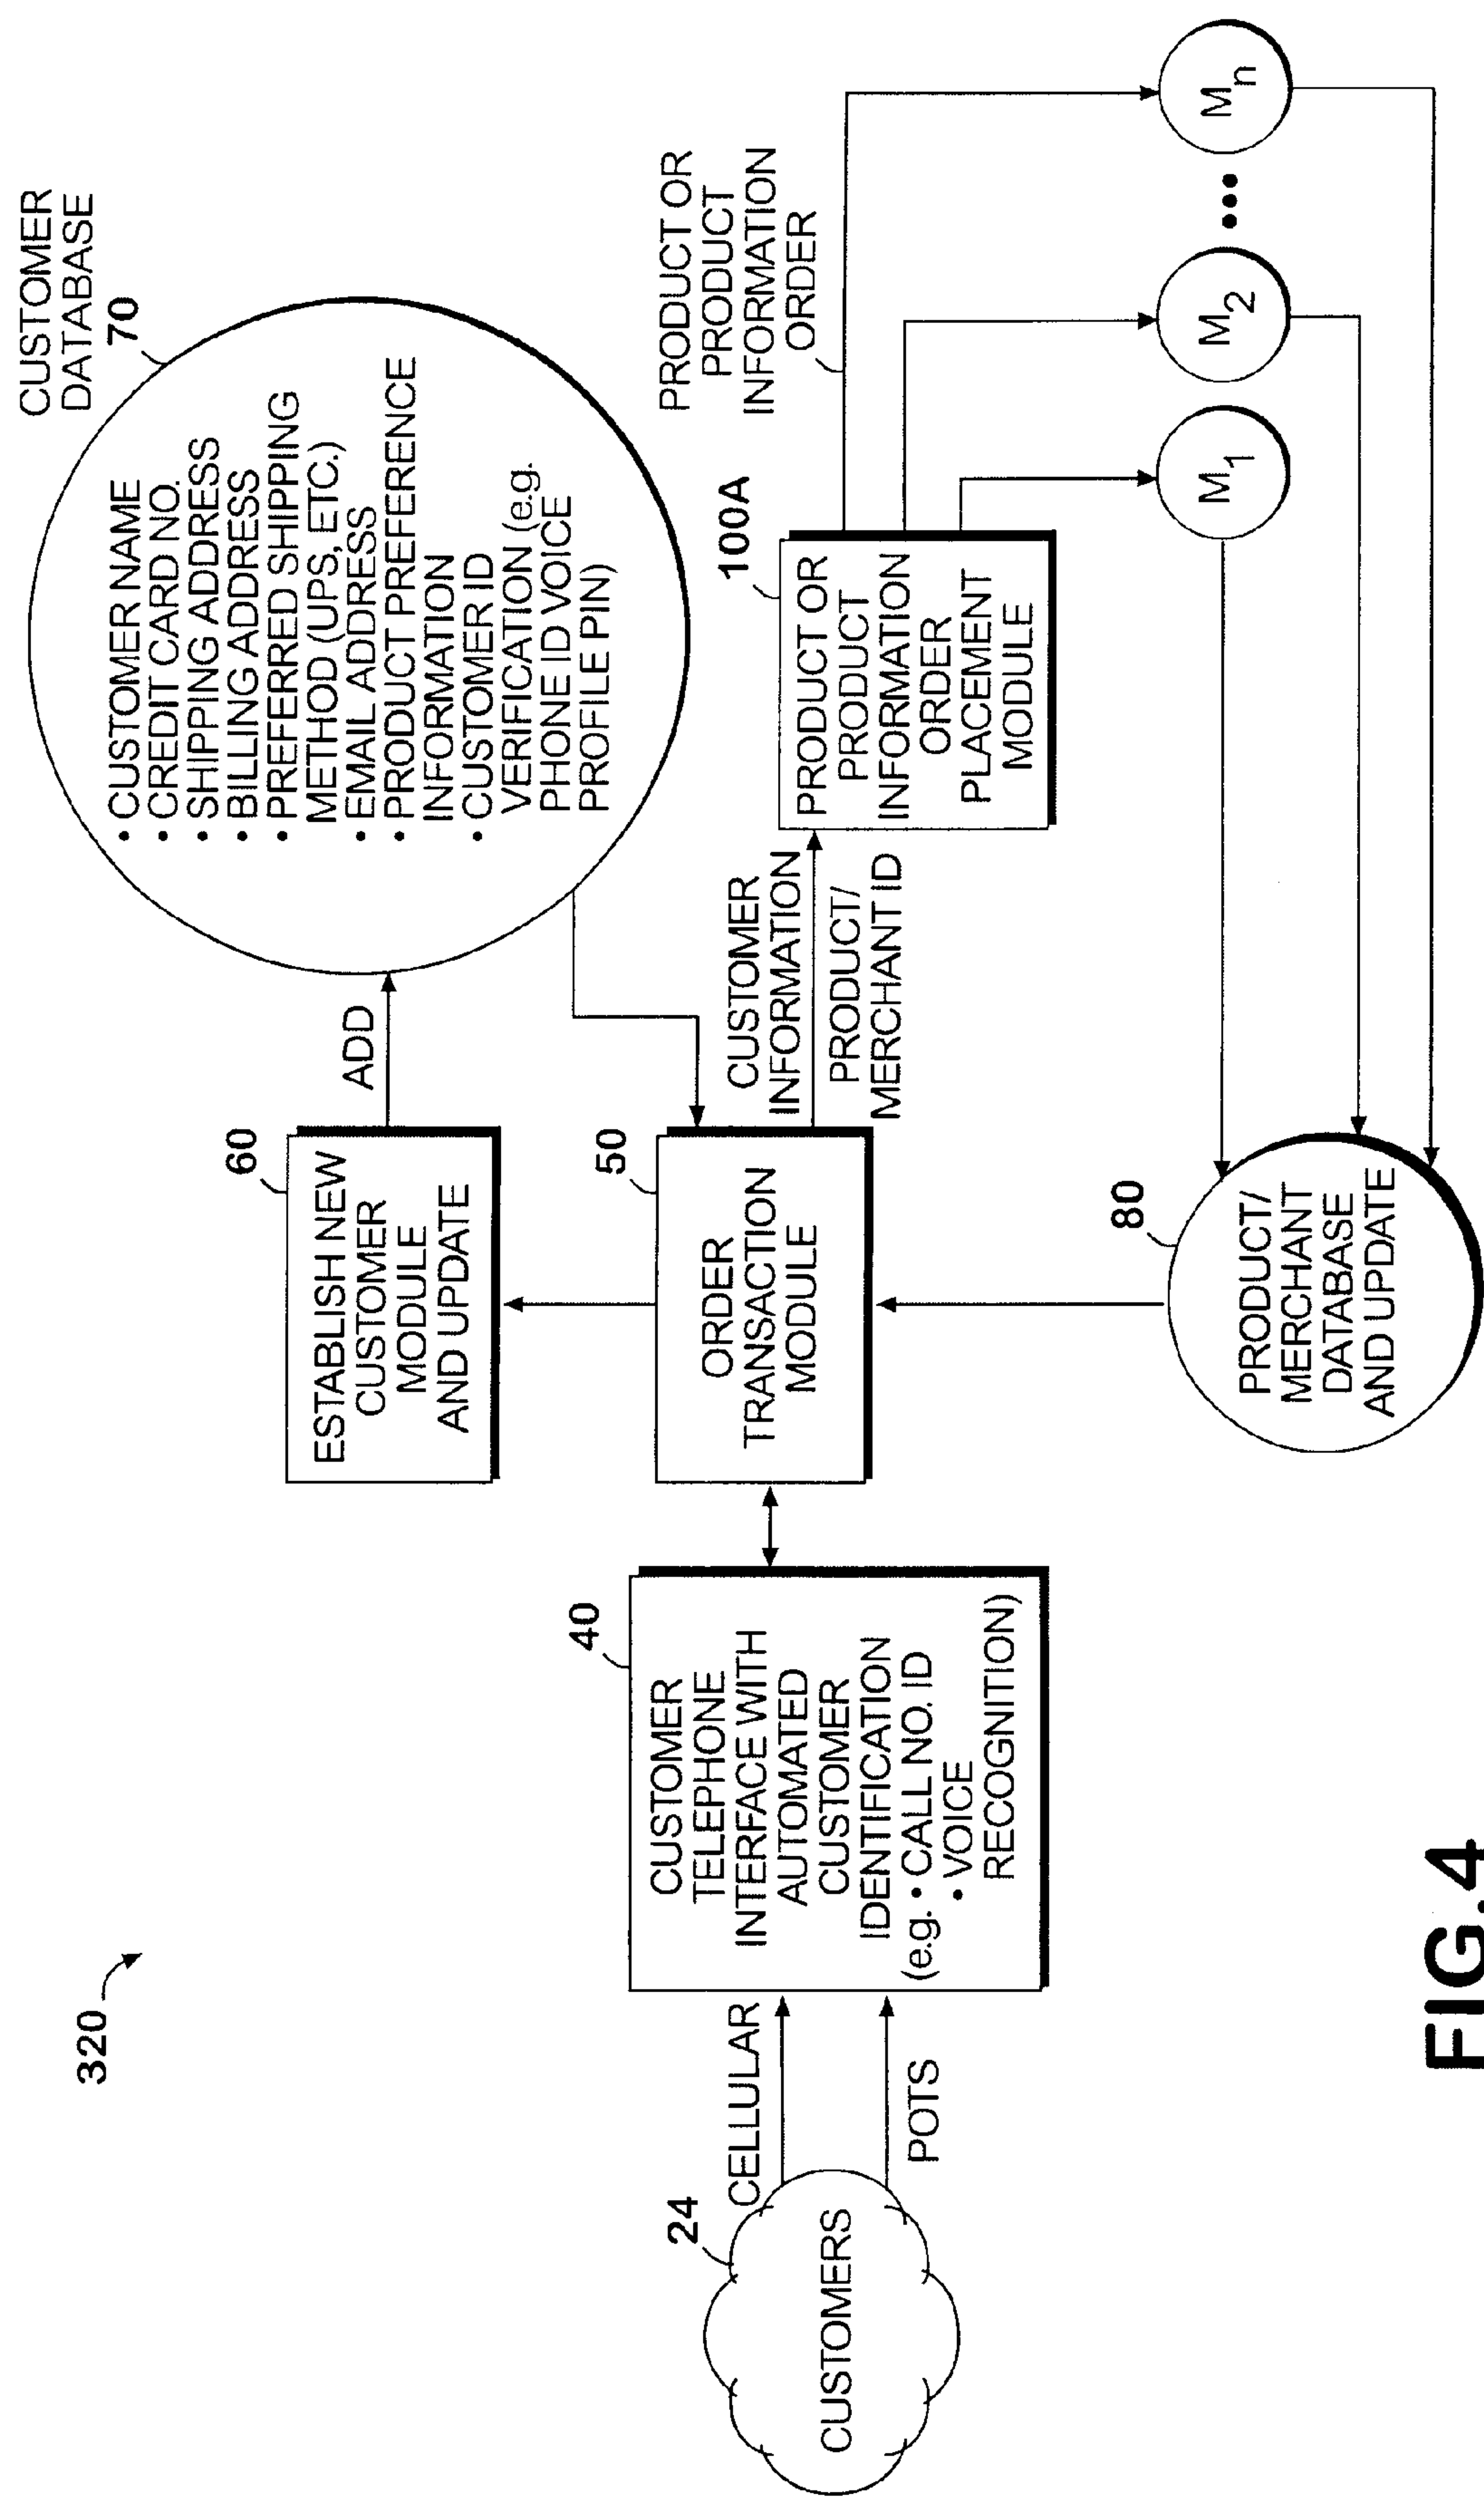 320
CUSTOMER
DATABASE
70
• CUSTOMER NAME
• CREDIT CARD NO.
• SHIPPING ADDRESS
• BILLING ADDRESS
• PREFERRED SHIPPING
METHOD (UPS, ETC.)
• EMAIL ADDRESS
• PRODUCT PREFERENCE
INFORMATION
• CUSTOMER ID
VERIFICATION (e.g.
PHONE ID VOICE
PROFILE PIN)
60
ESTABLISH NEW
CUSTOMER
MODULE
AND UPDATE
ADD
24
CUSTOMERS
CELLULAR
POTS
40
CUSTOMER
TELEPHONE
INTERFACE WITH
AUTOMATED
CUSTOMER
IDENTIFICATION
(e.g. • CALL NO. ID
• VOICE
RECOGNITION)
50
ORDER
TRANSACTION
MODULE
CUSTOMER
INFORMATION
PRODUCT/
MERCHANT ID
100A
PRODUCT OR
PRODUCT
INFORMATION
ORDER
PLACEMENT
MODULE
PRODUCT OR
PRODUCT
INFORMATION
ORDER
80
PRODUCT/
MERCHANT
DATABASE
AND UPDATE
M1
M2
•••
Mn
FIG.4